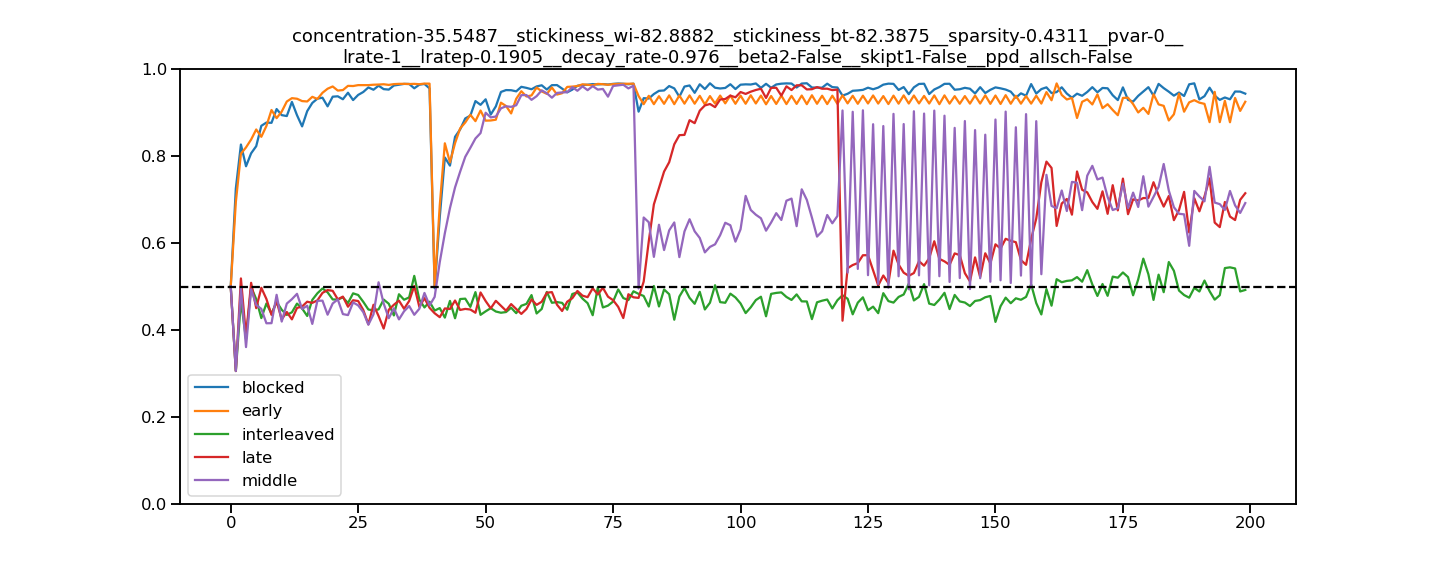 concentration-35.5487__stickiness_wi-82.8882__stickiness_bt-82.3875__sparsity-0.4311__pvar-0__
lrate-1__lratep-0.1905__decay_rate-0.976__beta2-False__skipt1-False__ppd_allsch-False
1.0
0.8
0.6
0.4
0.2
0.0
blocked
early
interleaved
late
middle
0 25 50 75 100 125 150 175 200